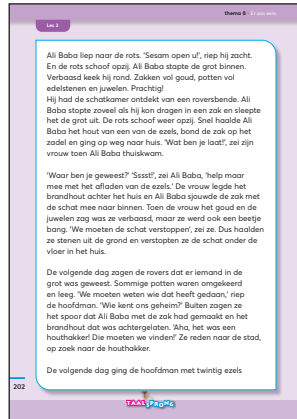 thema 8 •
Les 3
Ali Baba liep naar de rots. 'Sesam open u!', riep hij zacht.
En de rots schoof opzij. Ali Baba stapte de grot binnen.
Verbaasd keek hij rond. Zakken vol goud, potten vol
edelstenen en juwelen. Prachtig!
Hij had de schatkamer ontdekt van een roversbende. Ali
Baba stapte zoveel als hij kon dragen in een zak en sleepte
het de grot uit. De rots schoof weer opzij. Snel haalde Ali
Baba het hout van een van de ezels, bond de zak op het
zadel en ging op weg naar huis. 'Wat ben je laat!', zei zijn
vrouw toen Ali Baba thuiskwam.
'Waar ben je geweest?' 'Sssst!', zei Ali Baba, 'help maar
mee met het afladen van de ezels.' De vrouw legde het
brandhout achter het huis en Ali Baba sjouwde de zak met
de schat mee naar binnen. Toen de vrouw het goud en de
juwelen zag was ze verbaasd, maar ze werd ook een beetje
bang. 'We moeten de schat verstoppen', zei ze. Dus haalden
ze stenen uit de grond en verstopten ze de schat onder de
vloer in het huis.
De volgende dag zagen de rovers dat er iemand in de
grot was geweest. Sommige potten waren omgekeerd
en leeg. 'We moeten weten wie dat heeft gedaan,' riep
de hoofdman. 'Wie kent ons geheim?' Buiten zagen ze
het spoor dat Ali Baba met de zak had gemaakt en het
brandhout dat was achtergelaten. 'Aha, het was een
houthakker! Die moeten we vinden!' Ze reden naar de stad,
op zoek naar de houthakker.
De volgende dag ging de hoofdman met twintig ezels
202
TAALSPRONG